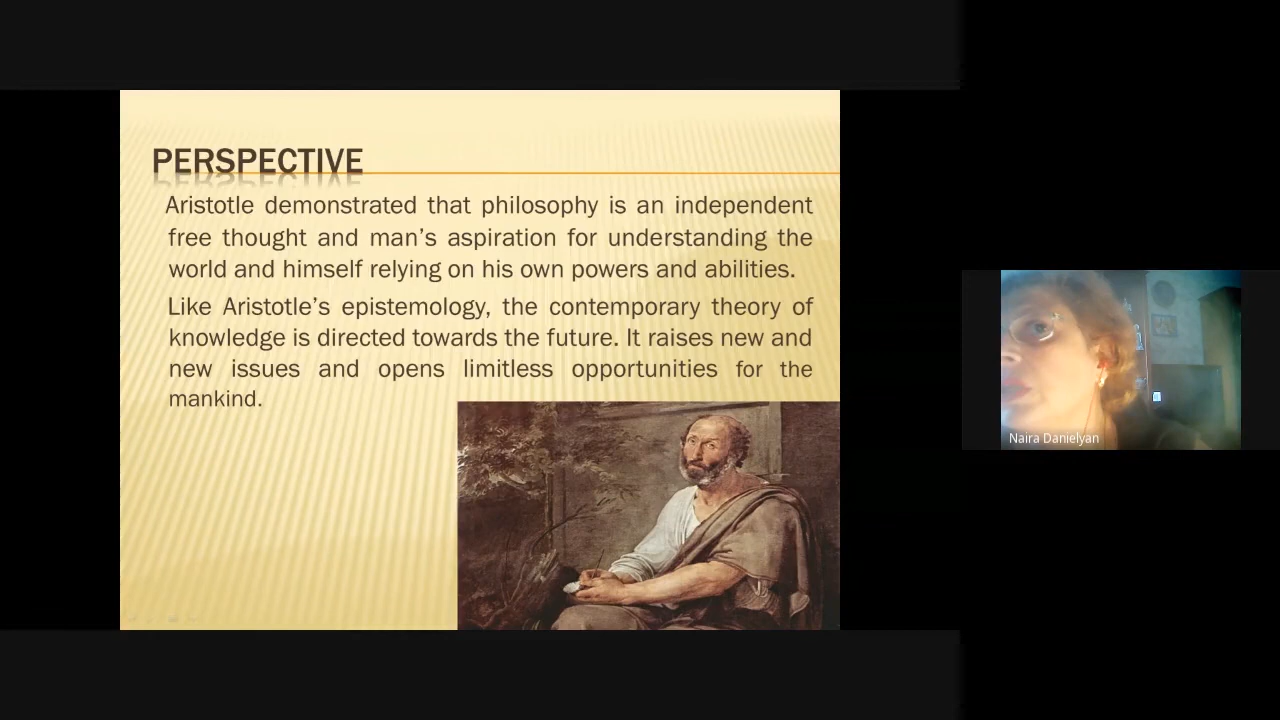 PERSPECTIVE
Aristotle demonstrated that philosophy is an independent
free thought and man's aspiration for understanding the
world and himself relying on his own powers and abilities.
Like Aristotle's epistemology, the contemporary theory of
knowledge is directed towards the future. It raises new and
new issues and opens limitless opportunities for the
mankind.
Naira Danielyan